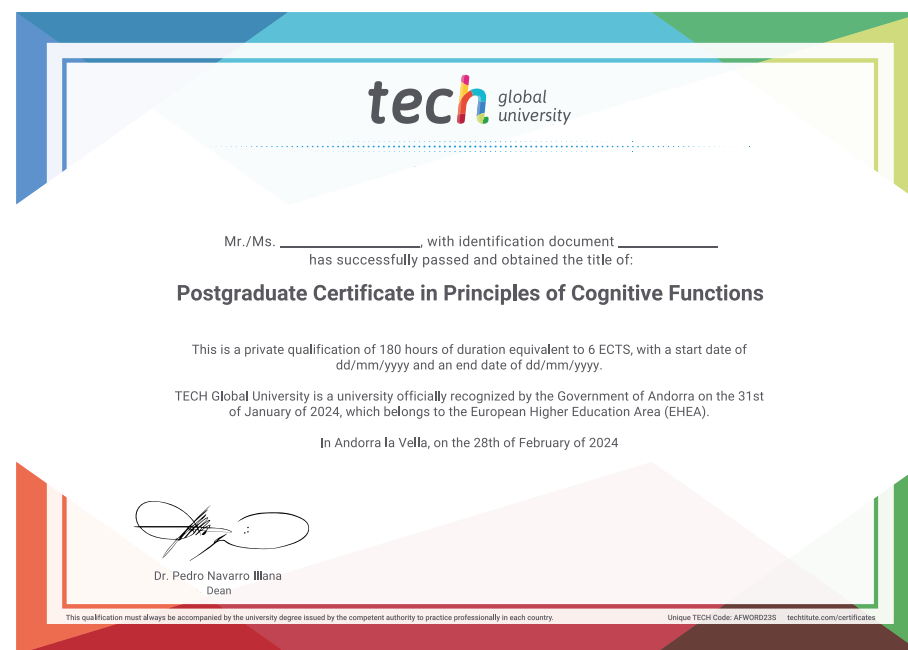 tech global
university
Mr./Ms. ____________, with identification document ____________
has successfully passed and obtained the title of:
Postgraduate Certificate in Principles of Cognitive Functions
This is a private qualification of 180 hours of duration equivalent to 6 ECTS, with a start date of
dd/mm/yyyy and an end date of dd/mm/yyyy.
TECH Global University is a university officially recognized by the Government of Andorra on the 31st
of January of 2024, which belongs to the European Higher Education Area (EHEA).
In Andorra la Vella, on the 28th of February of 2024
Dr. Pedro Navarro Illana
Dean
This qualification must always be accompanied by the university degree issued by the competent authority to practice professionally in each country. Unique TECH Code: AFWORD23S techtitute.com/certificates